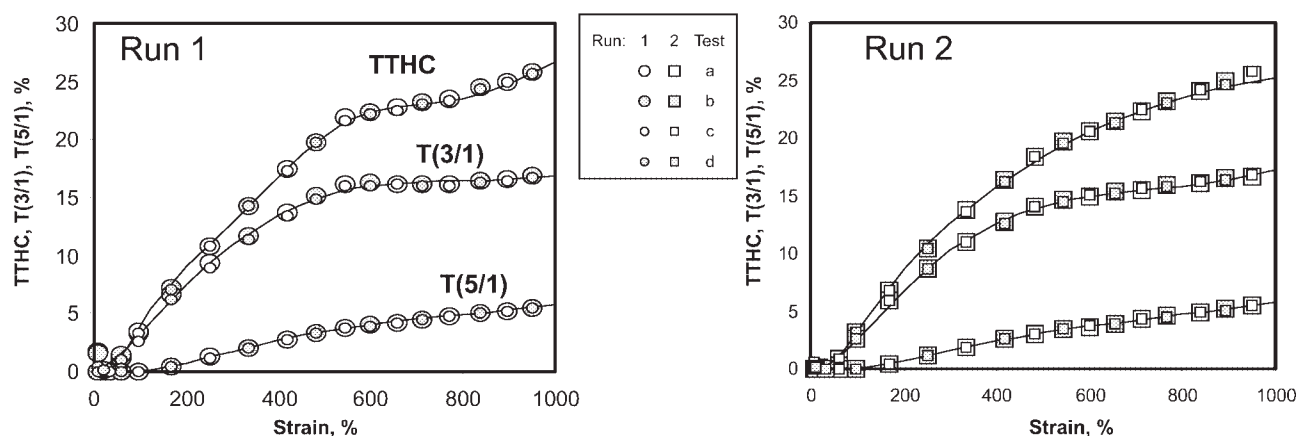 Run 1
TTHC
T(3/1)
T(5/1)
TTHC, T(3/1), T(5/1), %
30
25
20
15
10
5
0
0 200 400 600 800 1000
Strain, %
Run: 1 2 Test
a
b
c
d
Run 2
TTHC, T(3/1), T(5/1), %
30
25
20
15
10
5
0
0 200 400 600 800 1000
Strain, %